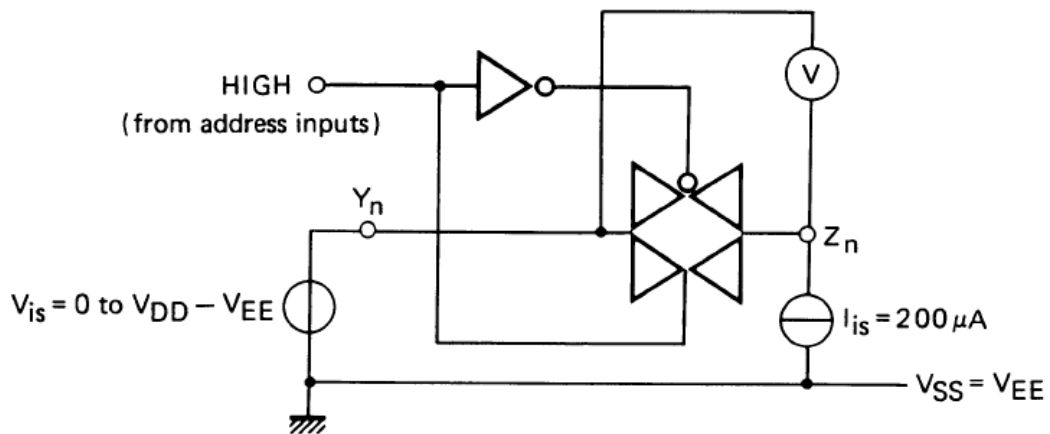 V
HIGH
(from address inputs)
Yn
Zn
Vis = 0 to VDD – VEE
Iis = 200 μA
VSS = VEE